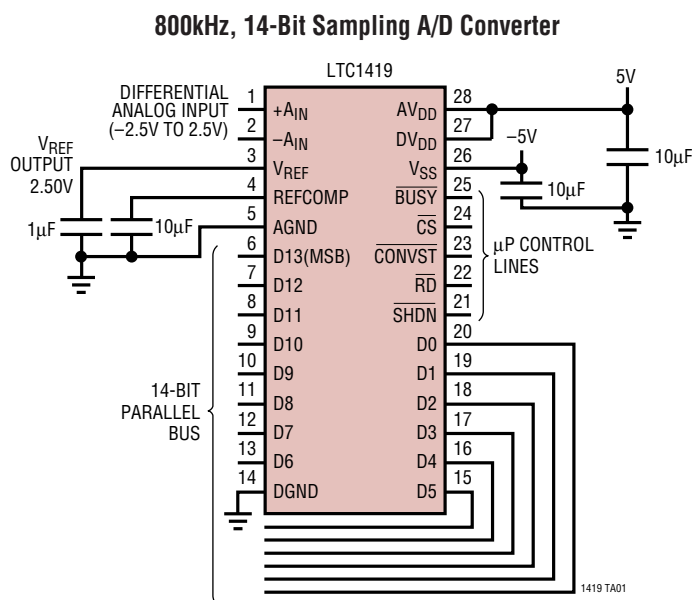 800kHz, 14-Bit Sampling A/D Converter
LTC1419
DIFFERENTIAL
ANALOG INPUT
(–2.5V TO 2.5V)
VREF
OUTPUT
2.50V
1µF
10µF
1 +AIN
2 –AIN
3 VREF
4 REFCOMP
5 AGND
6 D13(MSB)
7 D12
8 D11
9 D10
10 D9
11 D8
12 D7
13 D6
14 DGND
14-BIT
PARALLEL
BUS
AVDD 28
DVDD 27
VSS 26
BUSY 25
CS 24
CONVST 23
RD 22
SHDN 21
D0 20
D1 19
D2 18
D3 17
D4 16
D5 15
5V
–5V
10µF
10µF
µP CONTROL
LINES
1419 TA01